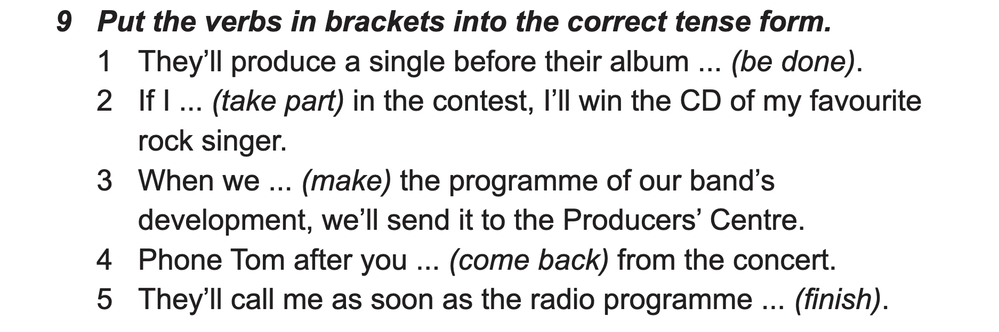 9 Put the verbs in brackets into the correct tense form.
1 They’ll produce a single before their album ... (be done).
2 If I ... (take part) in the contest, I’ll win the CD of my favourite
rock singer.
3 When we ... (make) the programme of our band’s
development, we’ll send it to the Producers’ Centre.
4 Phone Tom after you ... (come back) from the concert.
5 They’ll call me as soon as the radio programme ... (finish).